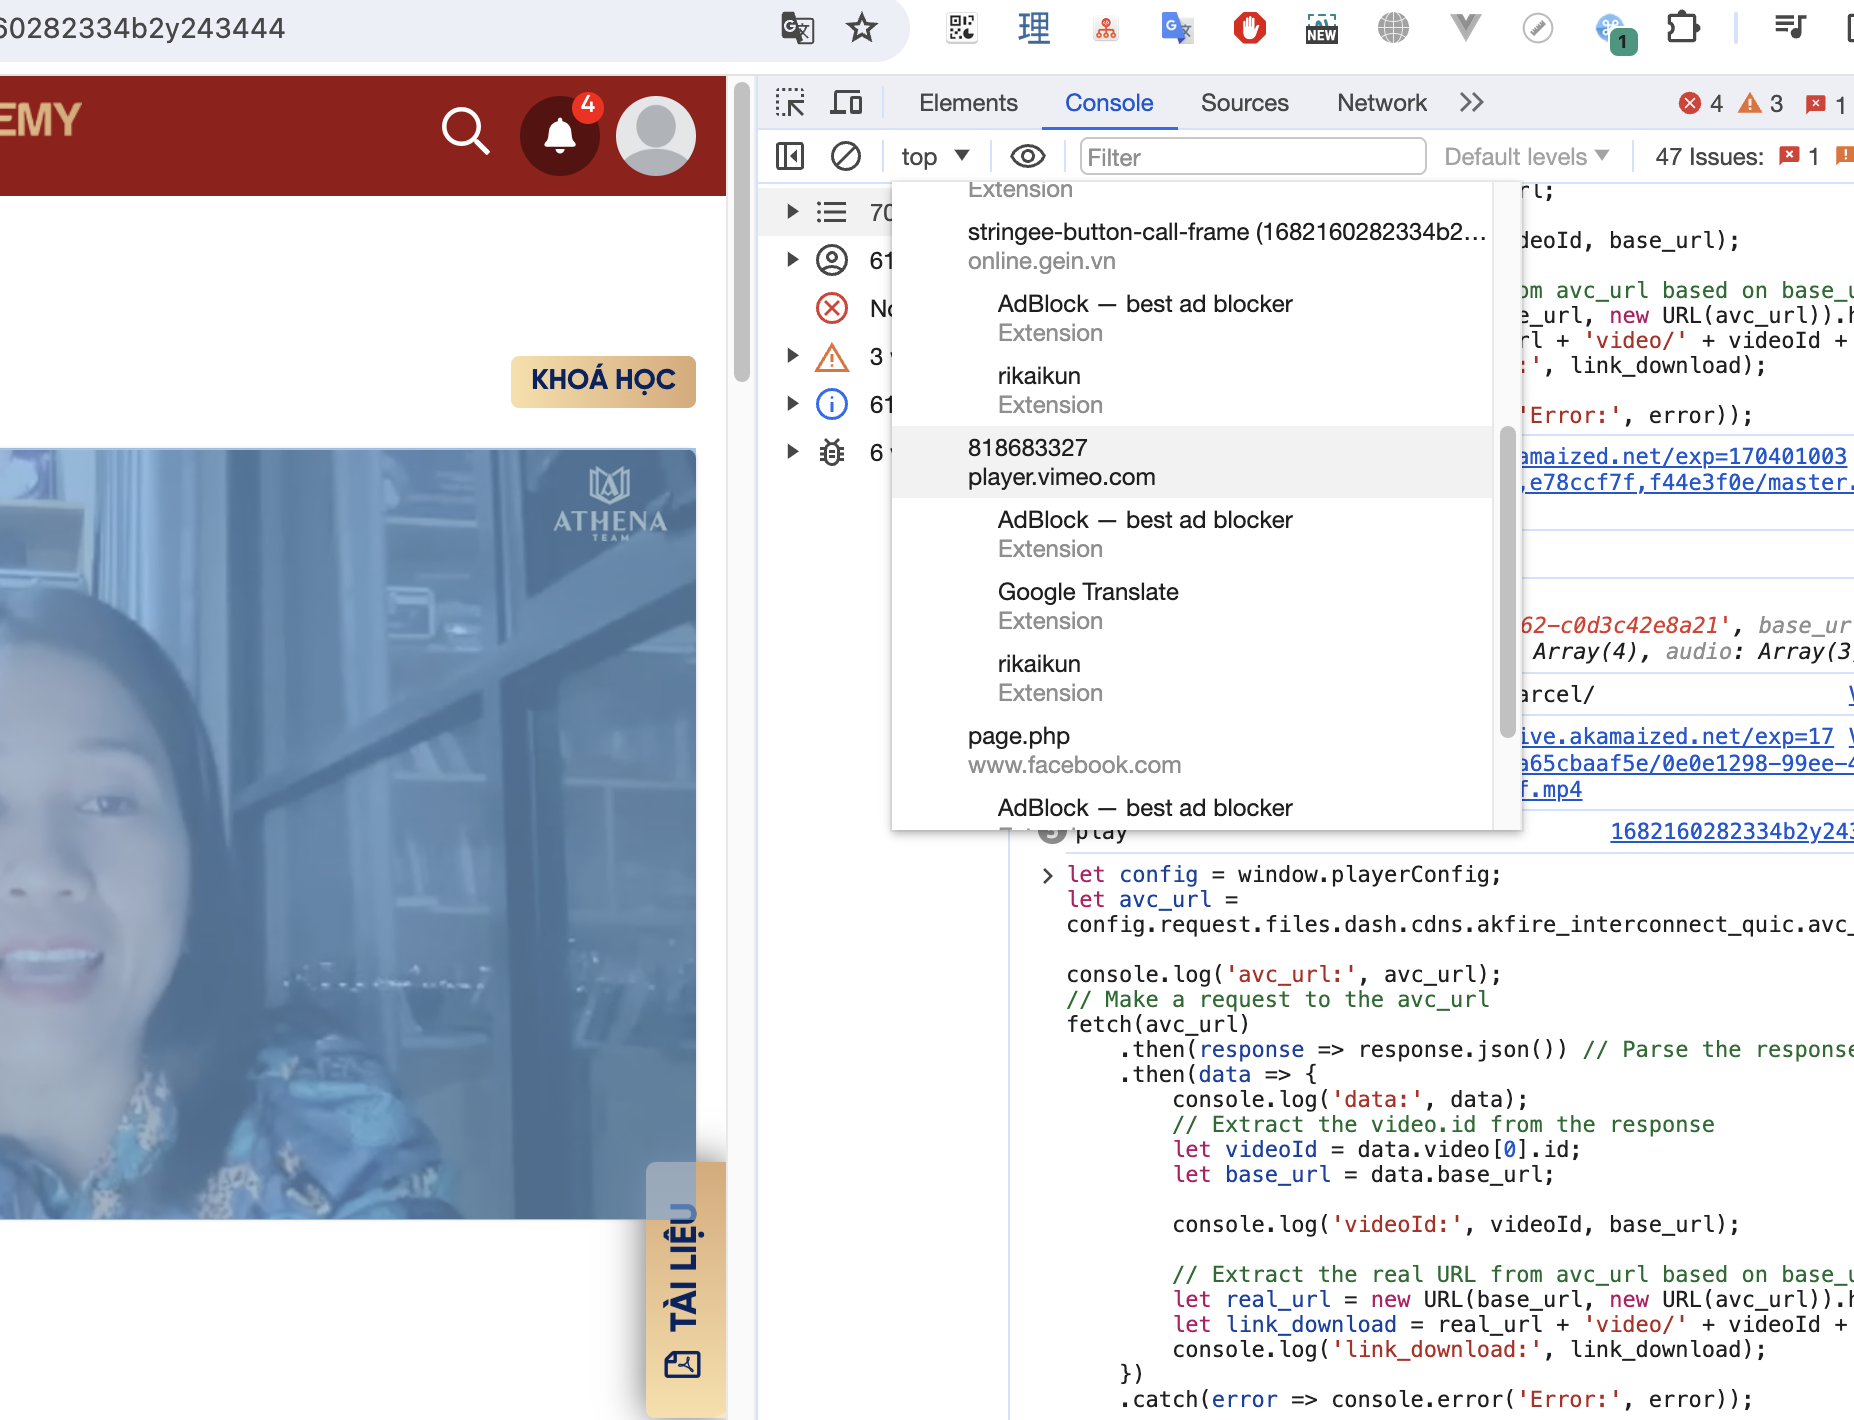 60282334b2y243444
理
G
NEW
1
EMY
4
KHOÁ HỌC
ATHENA
TEAM
TÀI LIỆU
Elements
Console
Sources
Network
4
3
1
top
Filter
Default levels
47 Issues:
1
70
61
No
3
61
6
Extension
stringee-button-call-frame (1682160282334b2…
online.gein.vn
AdBlock — best ad blocker
Extension
rikaikun
Extension
818683327
player.vimeo.com
AdBlock — best ad blocker
Extension
Google Translate
Extension
rikaikun
Extension
page.php
www.facebook.com
AdBlock — best ad blocker
rl;
deoId, base_url);
om avc_url based on base_u
e_url, new URL(avc_url)).h
rl + 'video/' + videoId +
:', link_download);
'Error:', error));
amaized.net/exp=170401003
,e78ccf7f,f44e3f0e/master.
62-c0d3c42e8a21', base_ur
Array(4), audio: Array(3
arcel/
ive.akamaized.net/exp=17
a65cbaaf5e/0e0e1298-99ee-4
f.mp4
play
1682160282334b2y243
let config = window.playerConfig;
let avc_url =
config.request.files.dash.cdns.akfire_interconnect_quic.avc_
console.log('avc_url:', avc_url);
// Make a request to the avc_url
fetch(avc_url)
.then(response => response.json()) // Parse the response
.then(data => {
console.log('data:', data);
// Extract the video.id from the response
let videoId = data.video[0].id;
let base_url = data.base_url;
console.log('videoId:', videoId, base_url);
// Extract the real URL from avc_url based on base_u
let real_url = new URL(base_url, new URL(avc_url)).h
let link_download = real_url + 'video/' + videoId +
console.log('link_download:', link_download);
})
.catch(error => console.error('Error:', error));